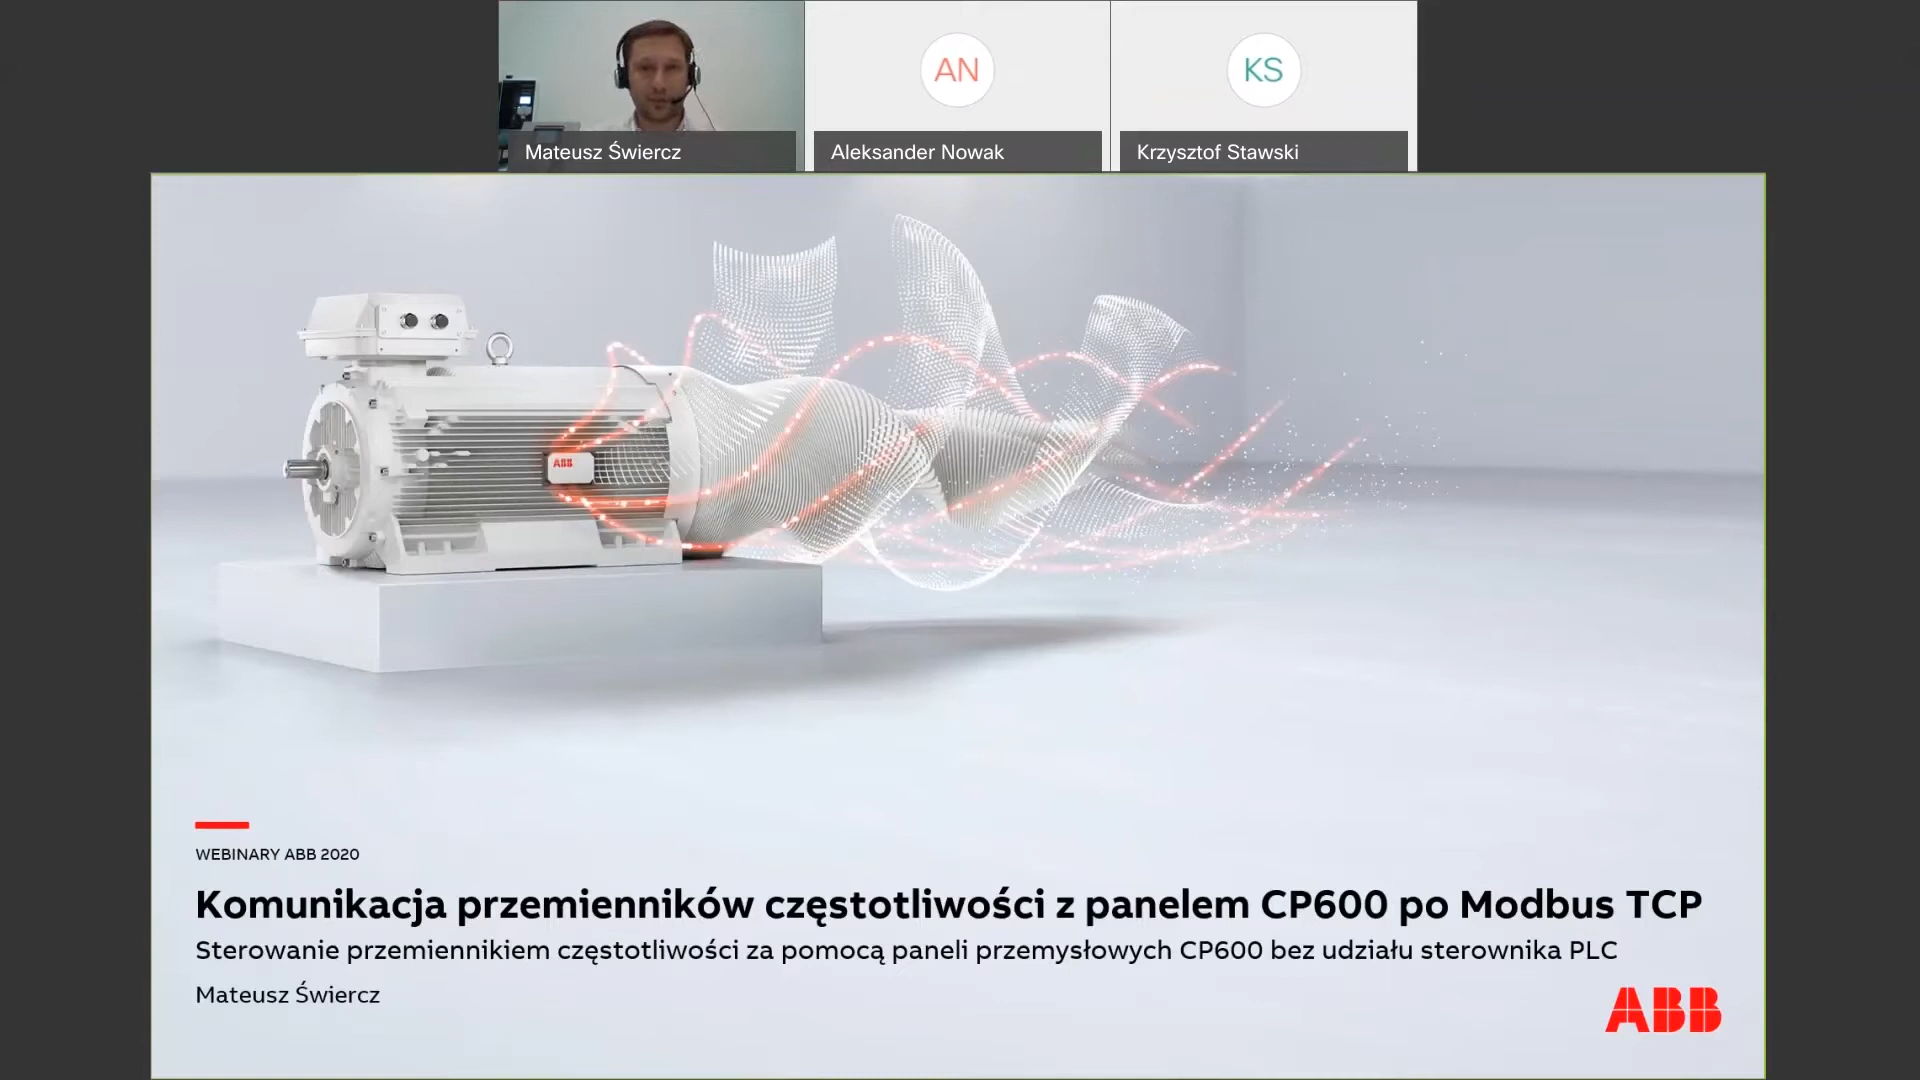 AN
KS
Mateusz Świercz
Aleksander Nowak
Krzysztof Stawski
ABB
WEBINARY ABB 2020
Komunikacja przemienników częstotliwości z panelem CP600 po Modbus TCP
Sterowanie przemiennikiem częstotliwości za pomocą paneli przemysłowych CP600 bez udziału sterownika PLC
Mateusz Świercz
ABB